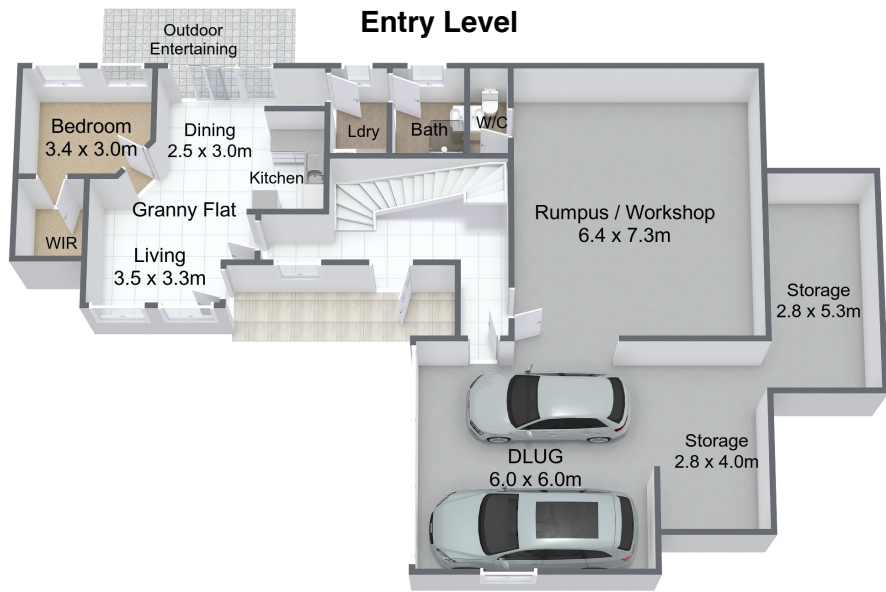 Entry Level
Outdoor
Entertaining
Bedroom
3.4 x 3.0m
Dining
2.5 x 3.0m
Ldry
Bath
W/C
Kitchen
Granny Flat
WIR
Living
3.5 x 3.3m
Rumpus / Workshop
6.4 x 7.3m
Storage
2.8 x 5.3m
Storage
2.8 x 4.0m
DLUG
6.0 x 6.0m